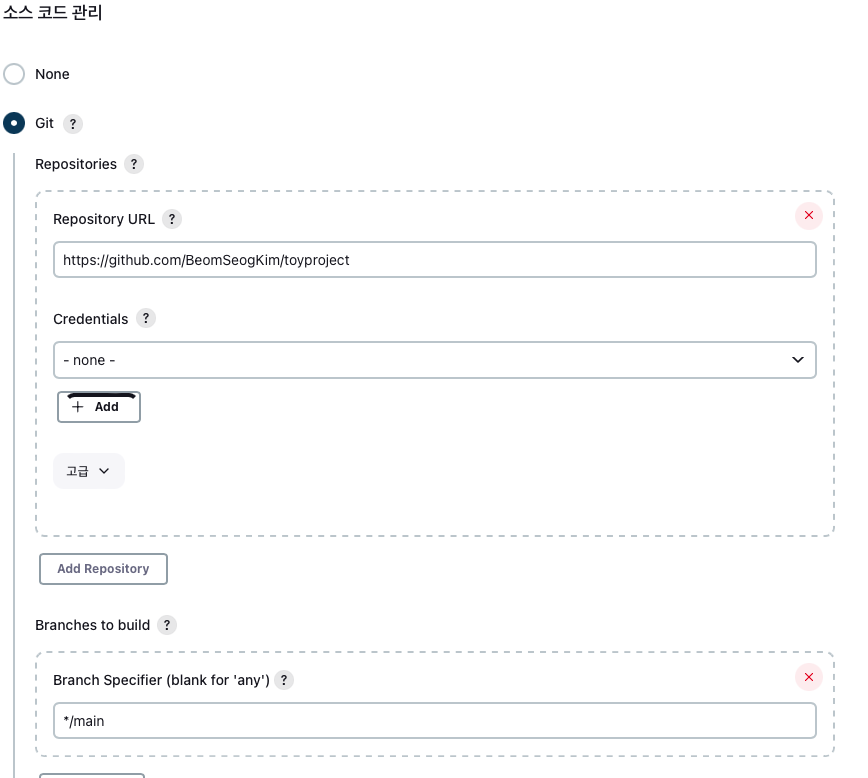 소스 코드 관리
None
Git ?
Repositories ?
Repository URL ?
https://github.com/BeomSeogKim/toyproject
Credentials ?
- none -
+ Add
고급
Add Repository
Branches to build ?
Branch Specifier (blank for 'any') ?
*/main